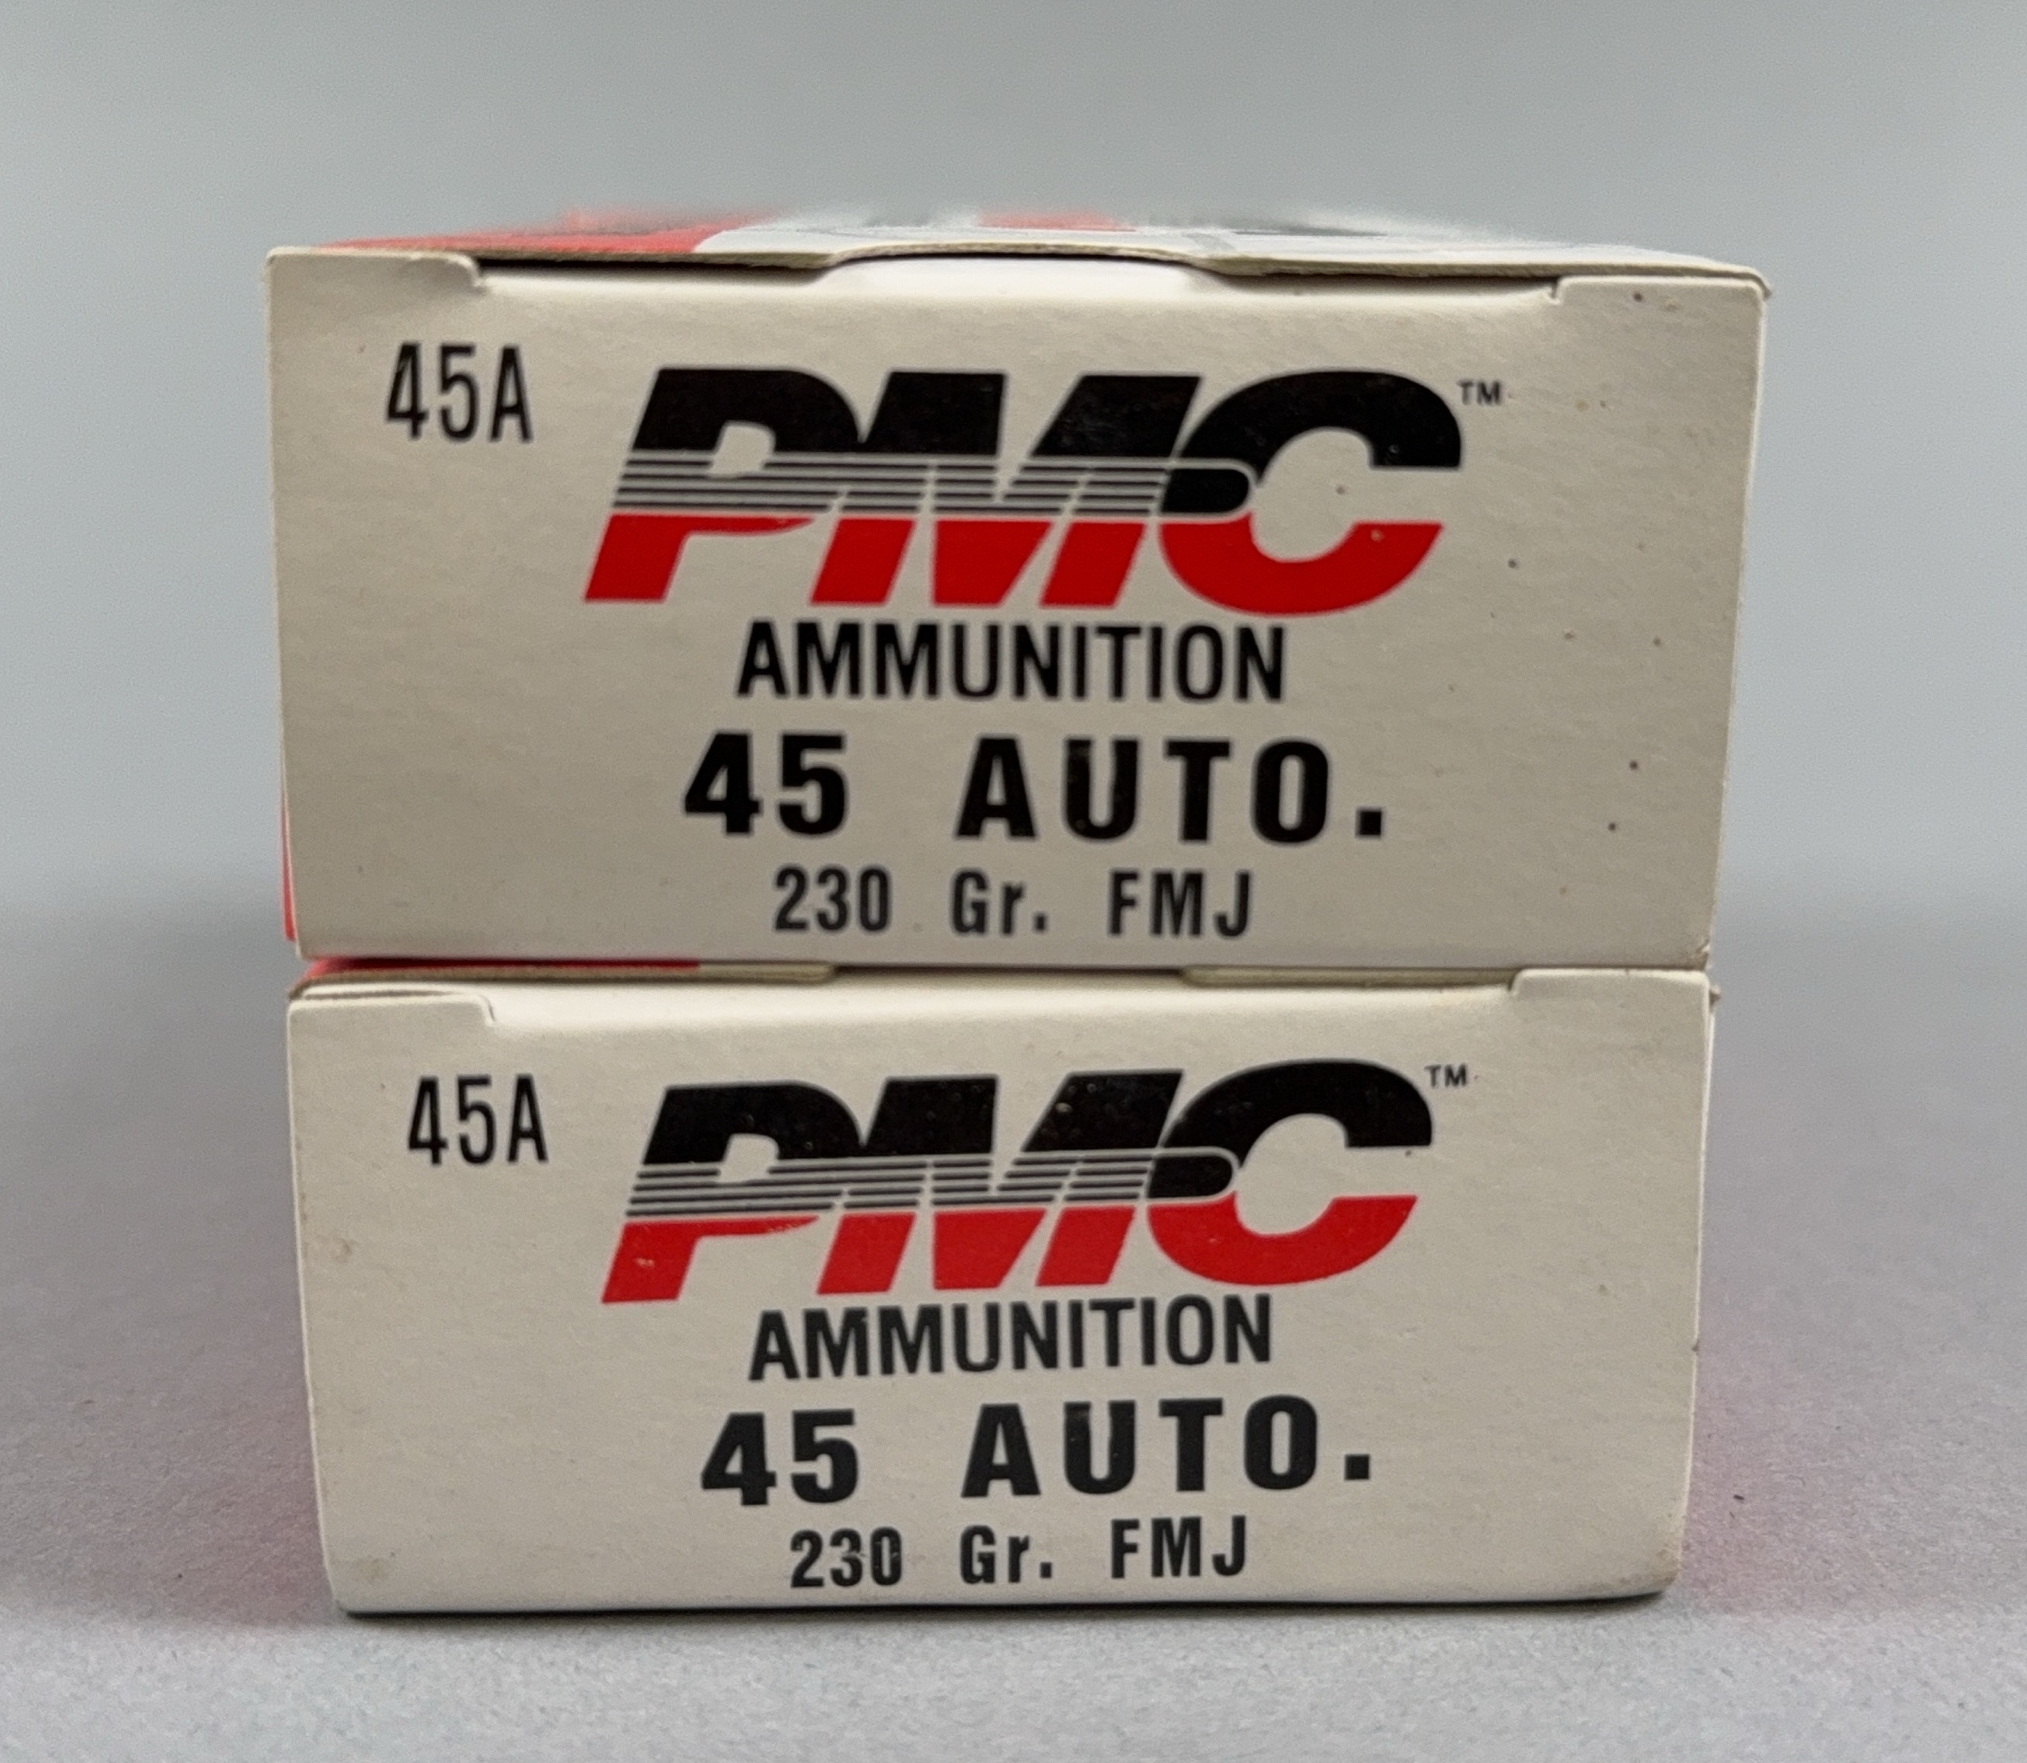 45A
PMC™
AMMUNITION
45 AUTO.
230 Gr. FMJ
45A
PMC™
AMMUNITION
45 AUTO.
230 Gr. FMJ